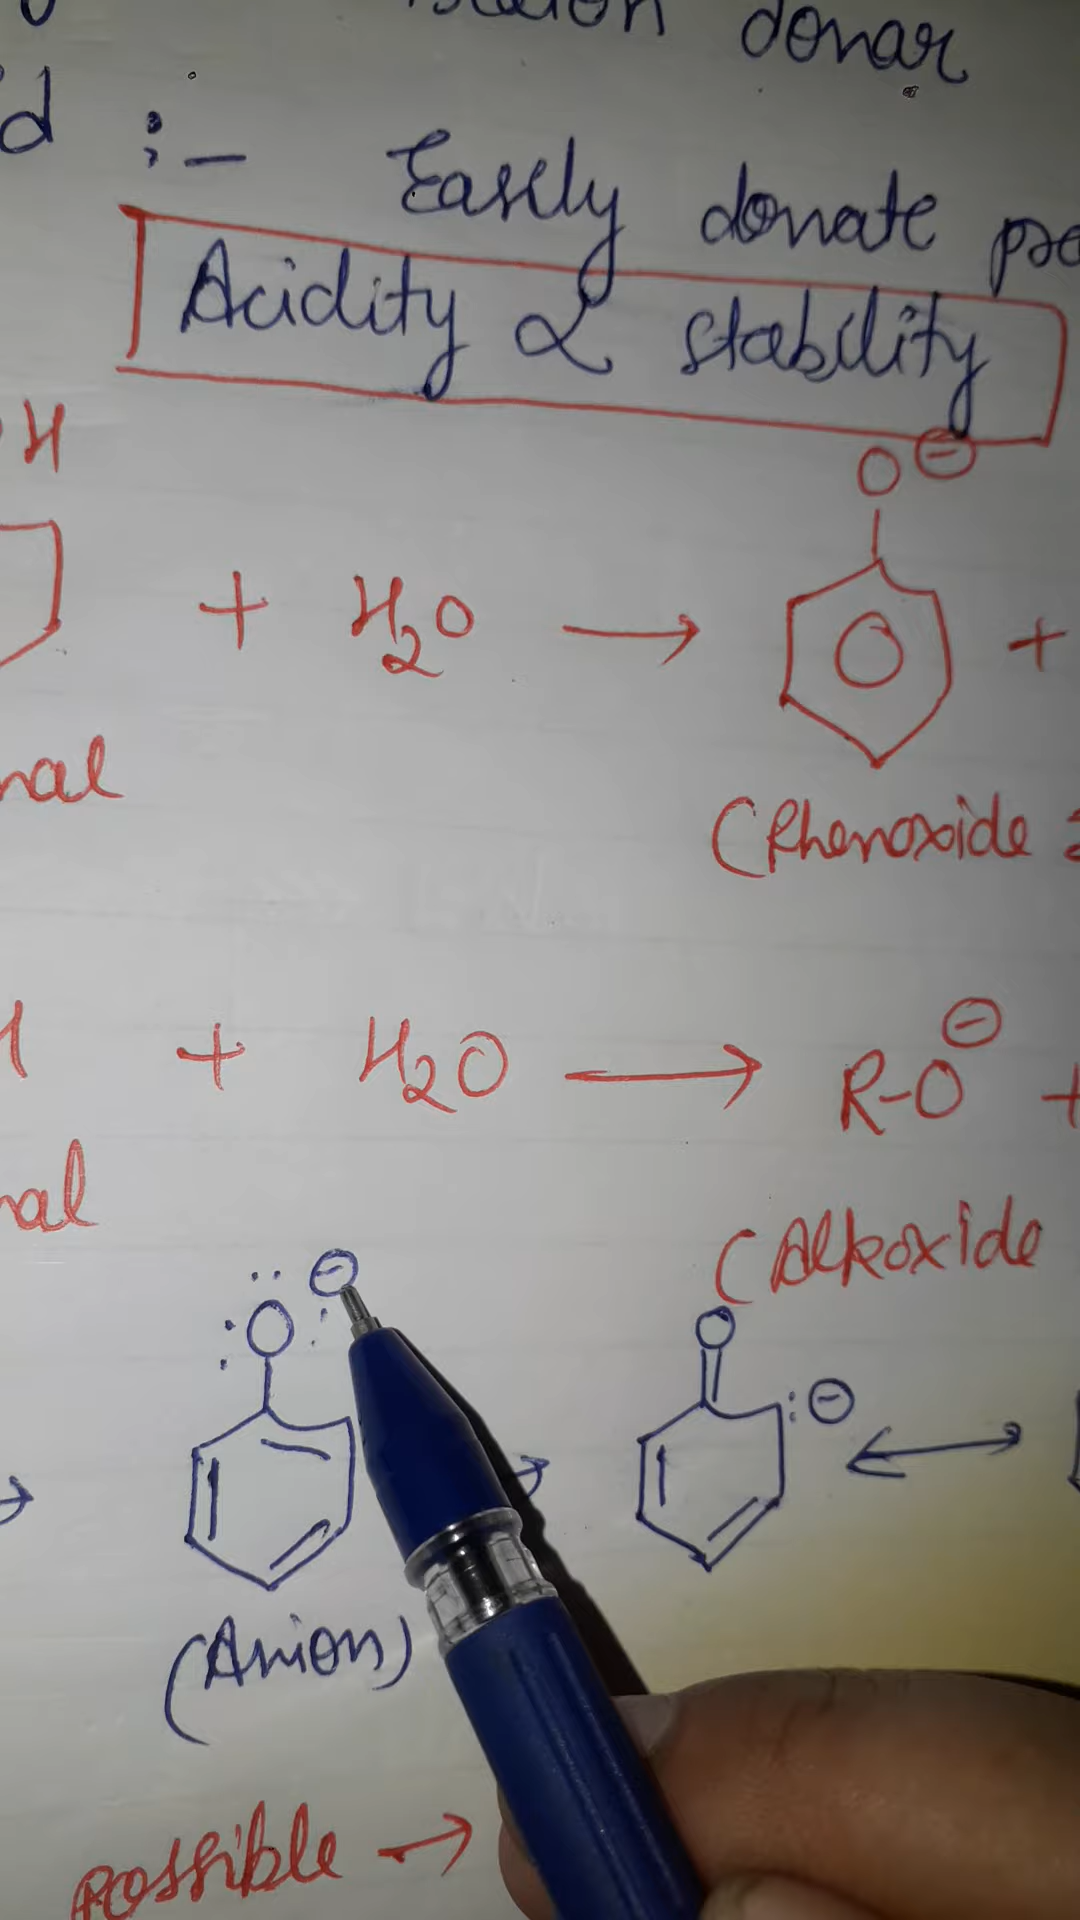 donar
d :- Easily donate pro
Acidity ∝ stability
H
O ⊖
+ H2O → +
nal
(Phenoxide
H + H2O → R-O⊖ +
nal
(Alkoxide
O ⊖
O
:⊖
(Anion)
Possible →